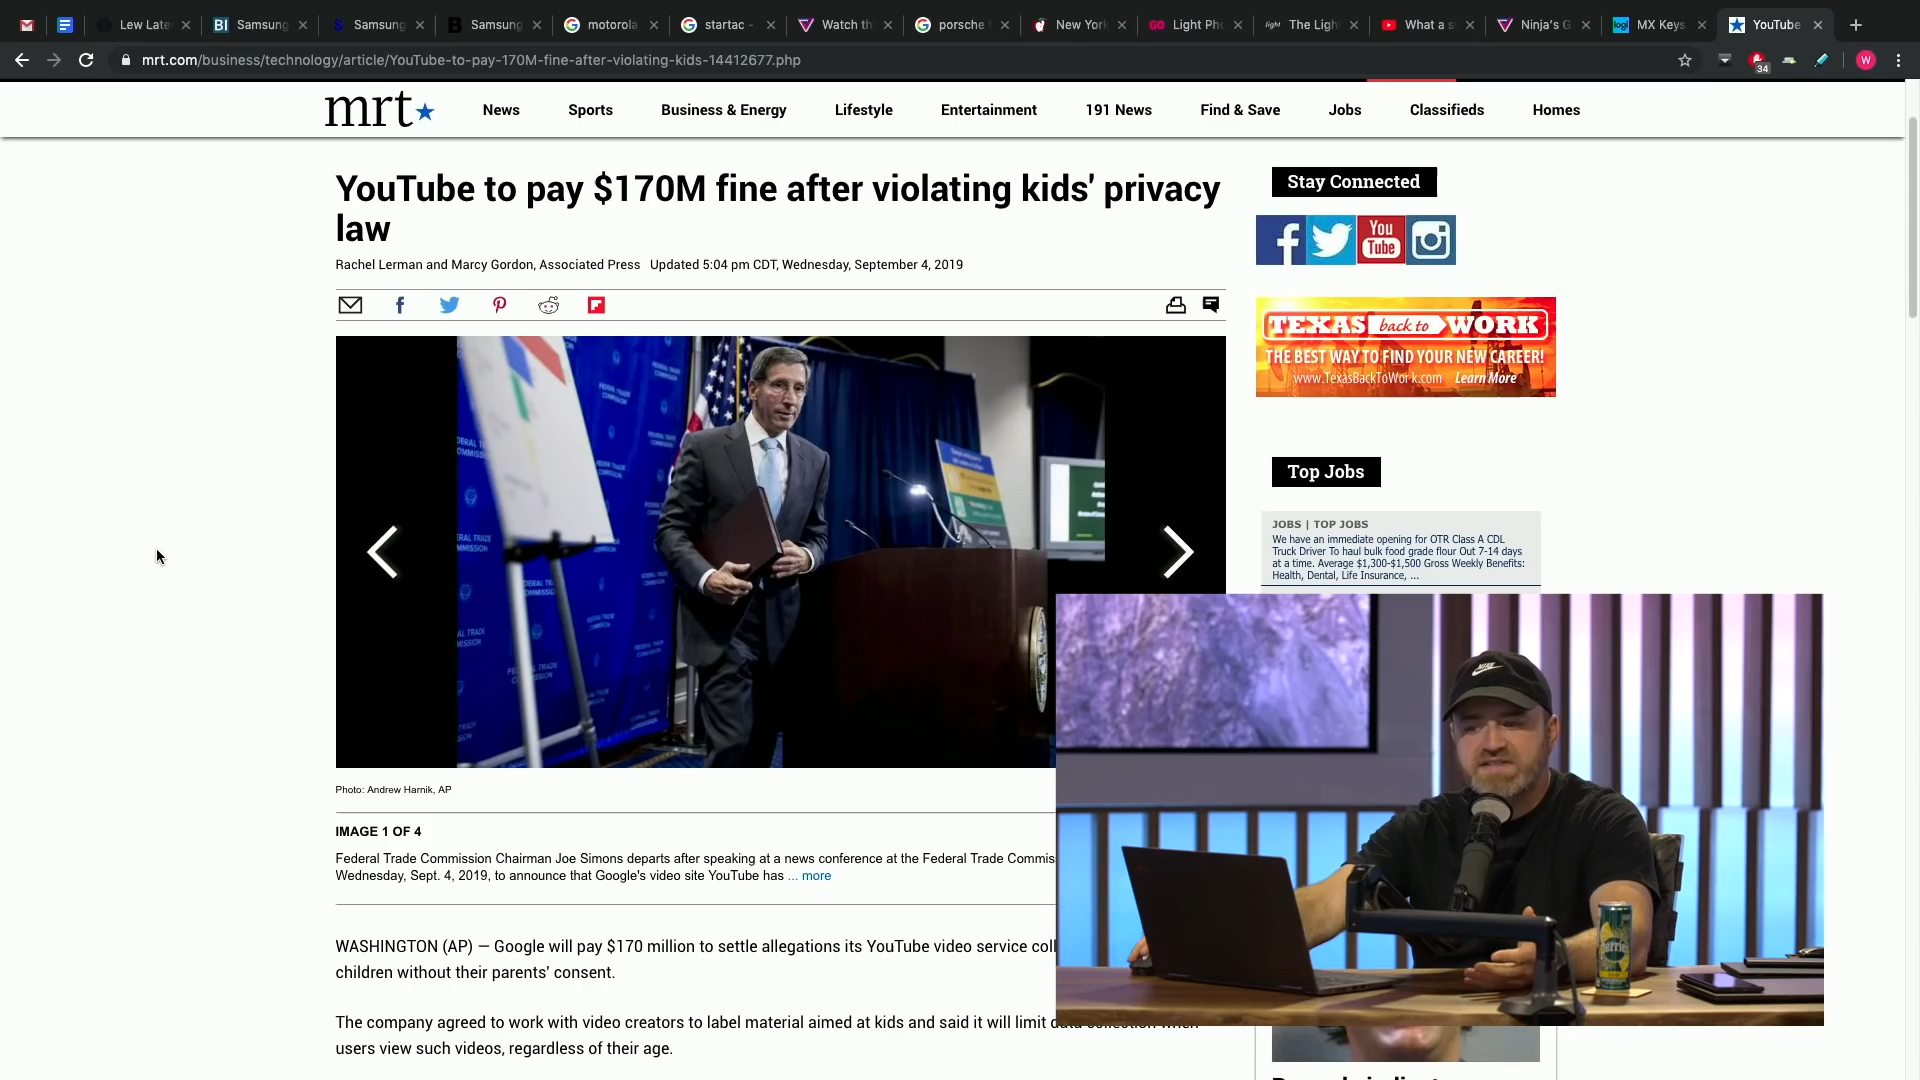 Lew Late
Samsung
Samsung
Samsung
motorola
startac -
Watch th
porsche
New York
Light Pho
The Ligh
What a s
Ninja's G
MX Keys
YouTube
mrt.com/business/technology/article/YouTube-to-pay-170M-fine-after-violating-kids-14412677.php
34
W
mrt
News Sports Business & Energy Lifestyle Entertainment 191 News Find & Save Jobs Classifieds Homes
YouTube to pay $170M fine after violating kids' privacy
law
Rachel Lerman and Marcy Gordon, Associated Press Updated 5:04 pm CDT, Wednesday, September 4, 2019
Stay Connected
You
Tube
TEXAS back to WORK
THE BEST WAY TO FIND YOUR NEW CAREER!
www.TexasBackToWork.com Learn More
Top Jobs
JOBS | TOP JOBS
We have an immediate opening for OTR Class A CDL
Truck Driver To haul bulk food grade flour Out 7-14 days
at a time. Average $1,300-$1,500 Gross Weekly Benefits:
Health, Dental, Life Insurance, ...
Photo: Andrew Harnik, AP
IMAGE 1 OF 4
Federal Trade Commission Chairman Joe Simons departs after speaking at a news conference at the Federal Trade Commis
Wednesday, Sept. 4, 2019, to announce that Google's video site YouTube has ... more
WASHINGTON (AP) — Google will pay $170 million to settle allegations its YouTube video service coll
children without their parents' consent.
The company agreed to work with video creators to label material aimed at kids and said it will limit data collection when
users view such videos, regardless of their age.